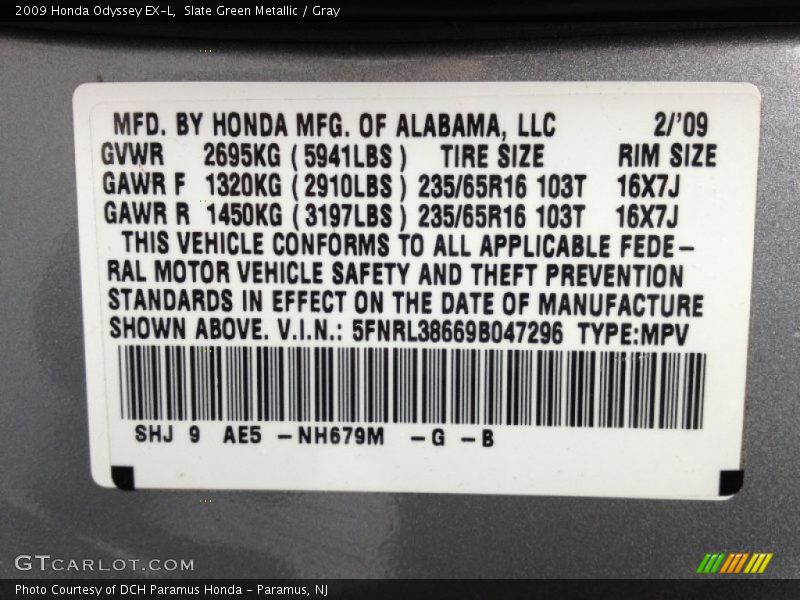 2009 Honda Odyssey EX-L, Slate Green Metallic / Gray
MFD. BY HONDA MFG. OF ALABAMA, LLC 2/'09
GVWR 2695KG (5941LBS) TIRE SIZE RIM SIZE
GAWR F 1320KG (2910LBS) 235/65R16 103T 16X7J
GAWR R 1450KG (3197LBS) 235/65R16 103T 16X7J
THIS VEHICLE CONFORMS TO ALL APPLICABLE FEDE-
RAL MOTOR VEHICLE SAFETY AND THEFT PREVENTION
STANDARDS IN EFFECT ON THE DATE OF MANUFACTURE
SHOWN ABOVE. V.I.N.: 5FNRL38669B047296 TYPE:MPV
SHJ 9 AE5 -NH679M -G -B
GTCARLOT.COM
Photo Courtesy of DCH Paramus Honda - Paramus, NJ